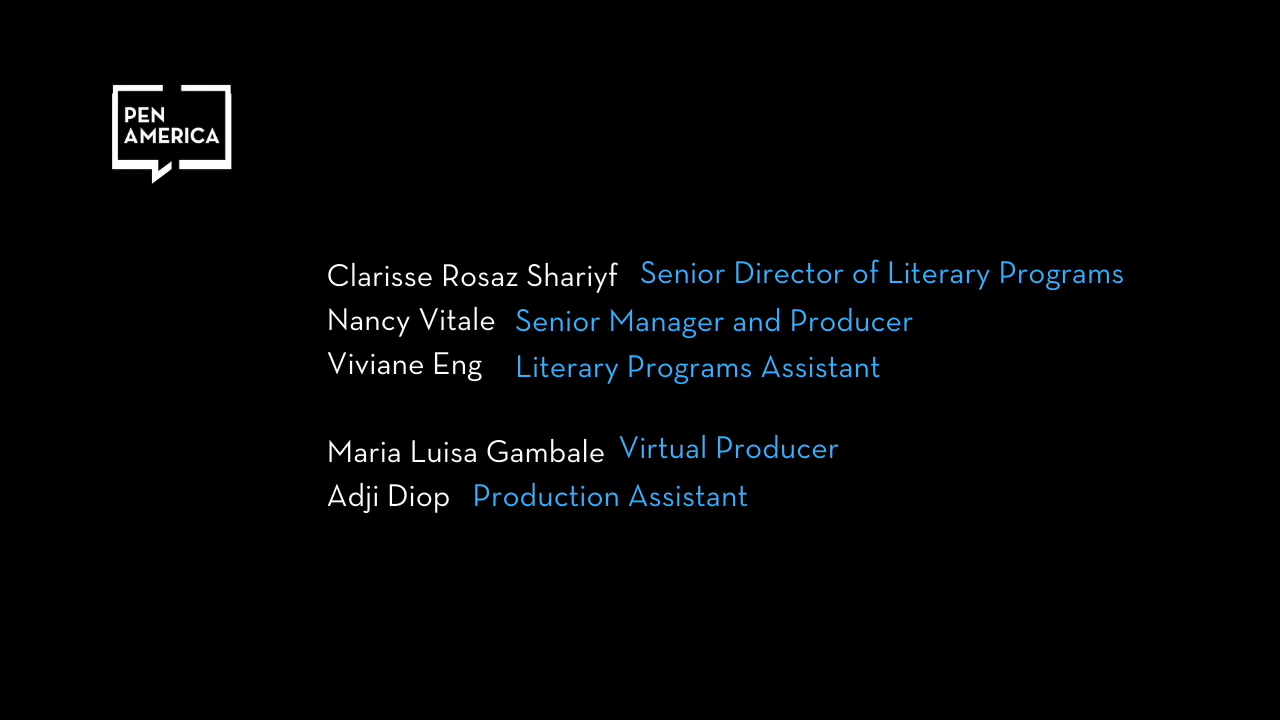 PEN
AMERICA
Clarisse Rosaz Shariyf Senior Director of Literary Programs
Nancy Vitale Senior Manager and Producer
Viviane Eng Literary Programs Assistant
Maria Luisa Gambale Virtual Producer
Adji Diop Production Assistant